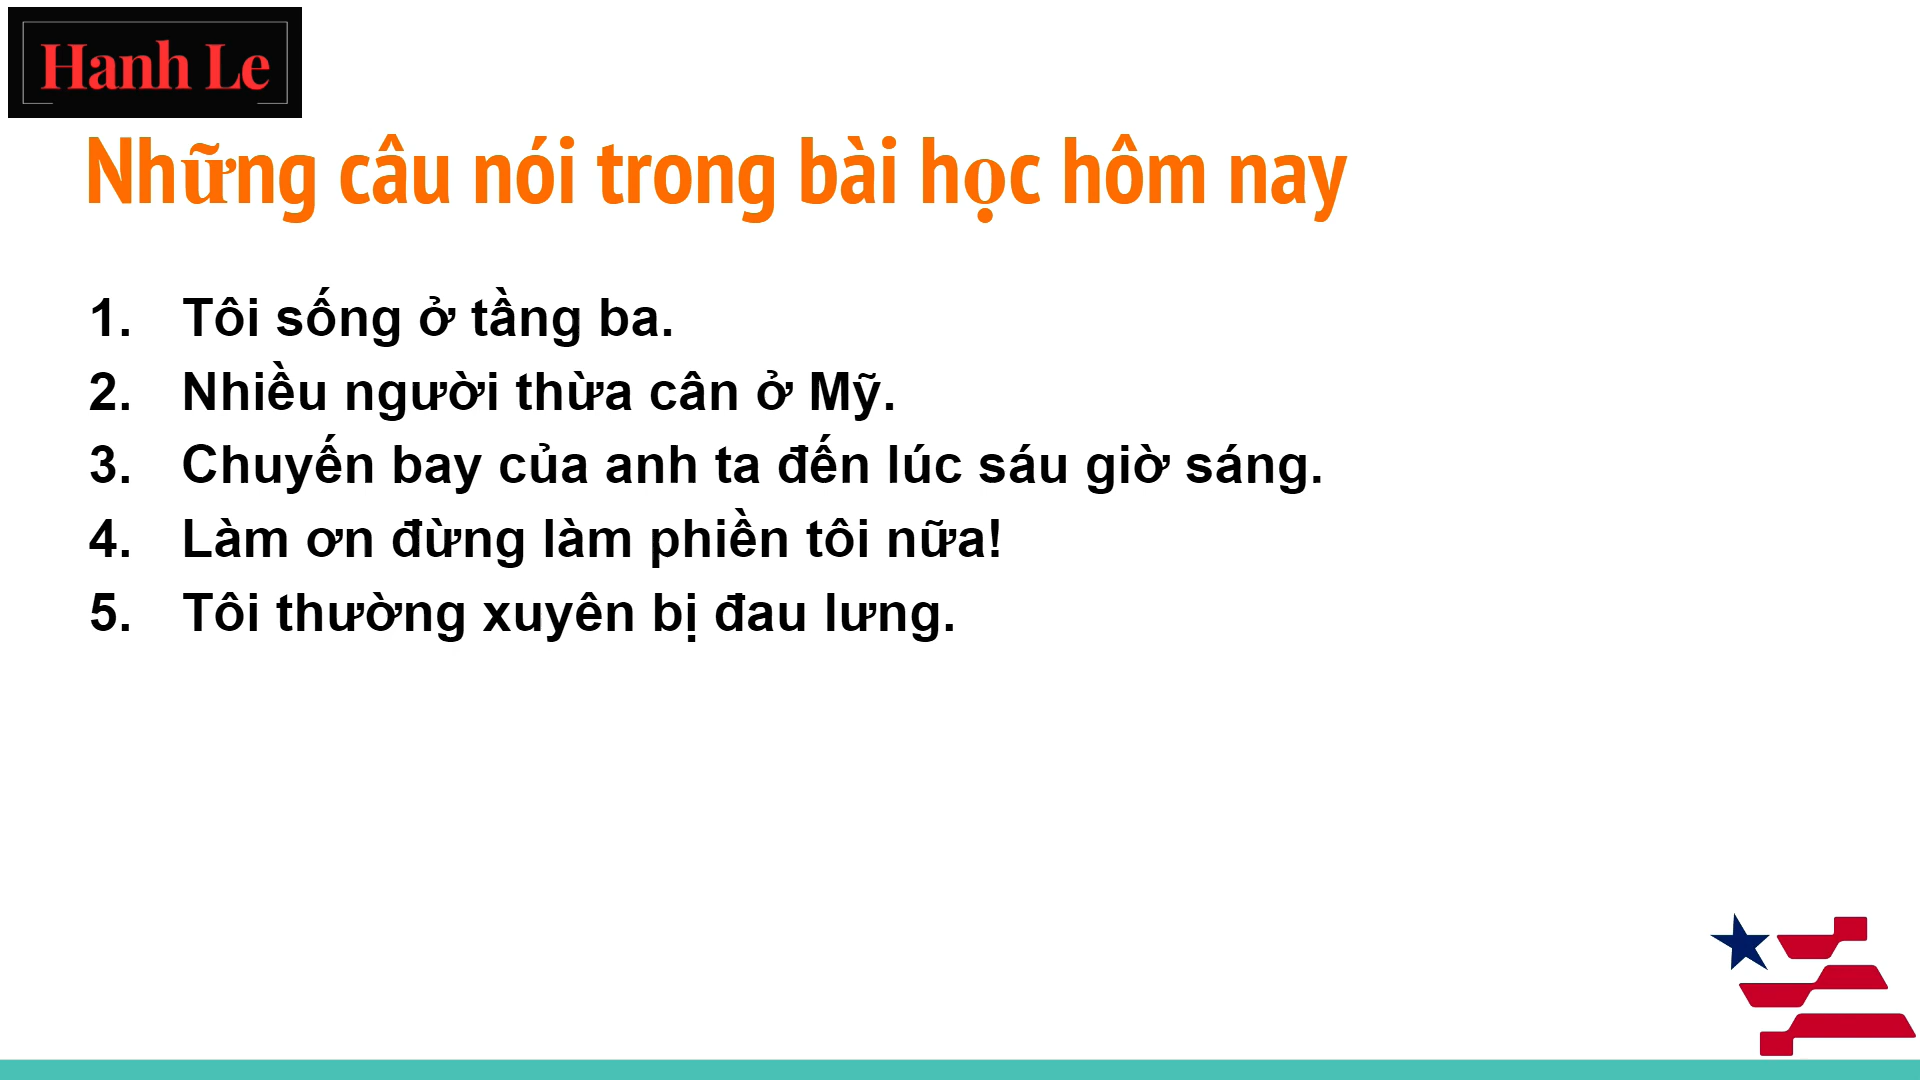 Hanh Le
Những câu nói trong bài học hôm nay
1. Tôi sống ở tầng ba.
2. Nhiều người thừa cân ở Mỹ.
3. Chuyến bay của anh ta đến lúc sáu giờ sáng.
4. Làm ơn đừng làm phiền tôi nữa!
5. Tôi thường xuyên bị đau lưng.